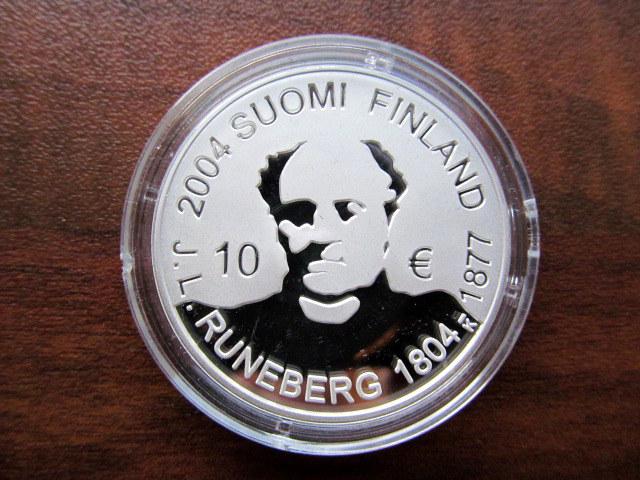 2004 SUOMI FINLAND
10 €
J. L. RUNEBERG 1804 K 1877